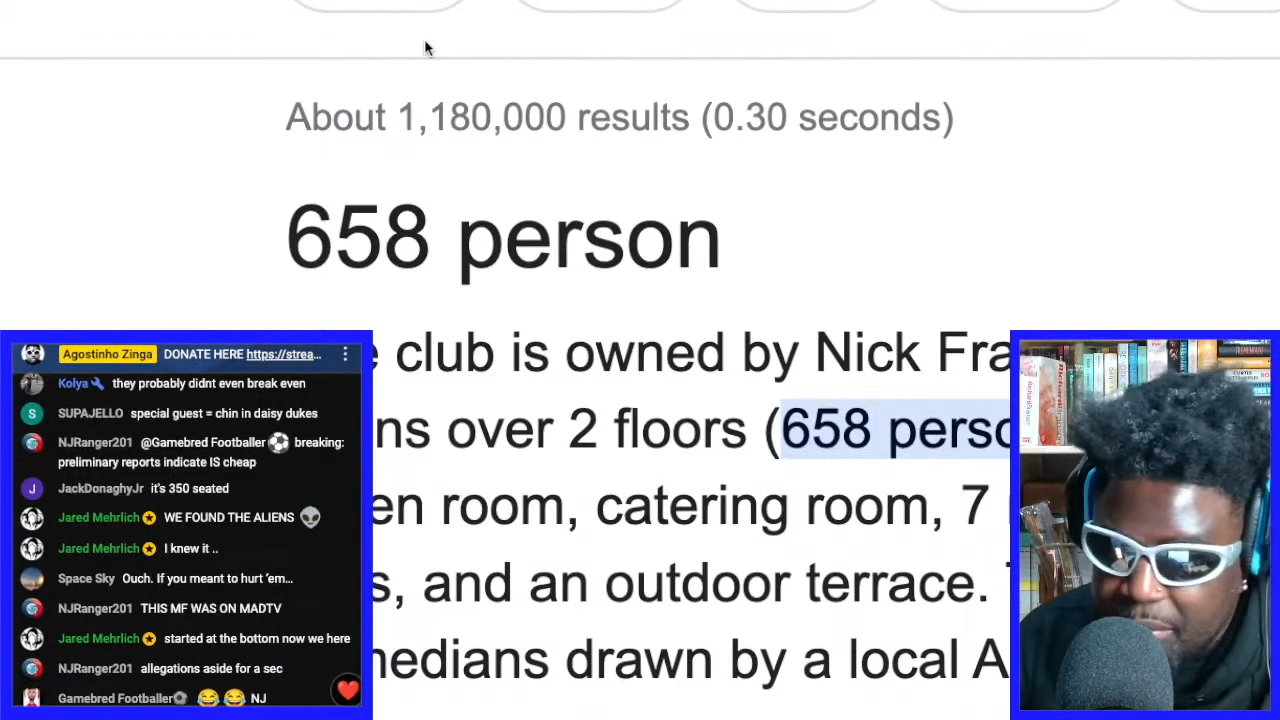 About 1,180,000 results (0.30 seconds)
658 person
club is owned by Nick Fra
ns over 2 floors (658 perso
en room, catering room, 7
s, and an outdoor terrace.
medians drawn by a local A
Agostinho Zinga DONATE HERE https://strea...
Kolya they probably didnt even break even
S SUPAJELLO special guest = chin in daisy dukes
NJRanger201 @Gamebred Footballer ⚽ breaking:
preliminary reports indicate IS cheap
J JackDonaghyJr it's 350 seated
Jared Mehrlich WE FOUND THE ALIENS 👽
Jared Mehrlich I knew it ..
Space Sky Ouch. If you meant to hurt 'em...
NJRanger201 THIS MF WAS ON MADTV
Jared Mehrlich started at the bottom now we here
NJRanger201 allegations aside for a sec
Gamebred Footballer 😂 😂 NJ